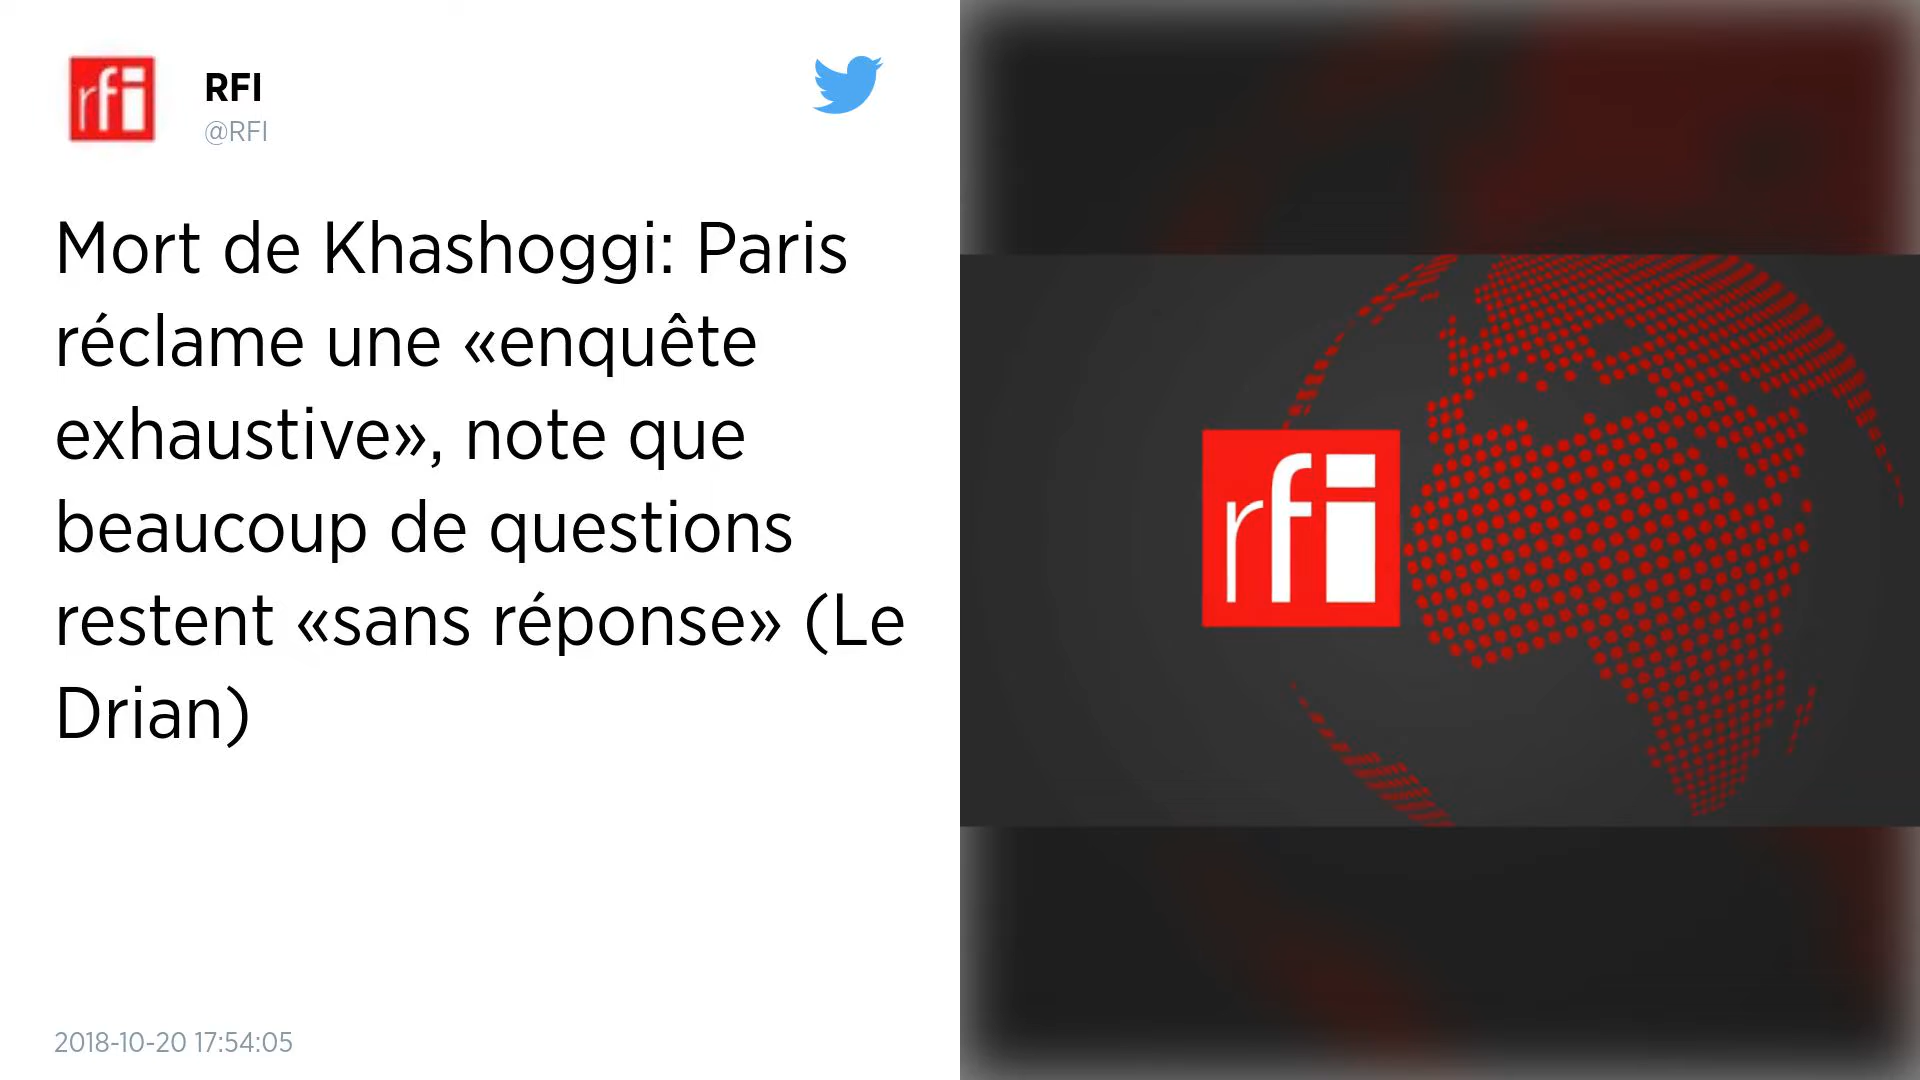 rfi
RFI
@RFI
Mort de Khashoggi: Paris
réclame une «enquête
exhaustive», note que
beaucoup de questions
restent «sans réponse» (Le
Drian)
2018-10-20 17:54:05
rfi